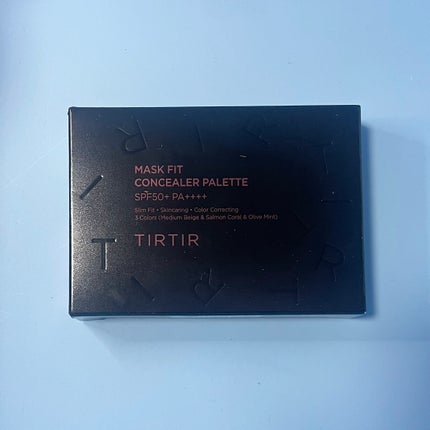 MASK FIT
CONCEALER PALETTE
SPF50+ PA++++
Slim Fit • Skincaring • Color Correcting
3 Colors (Medium Beige & Salmon Coral & Olive Mint)
TIRTIR